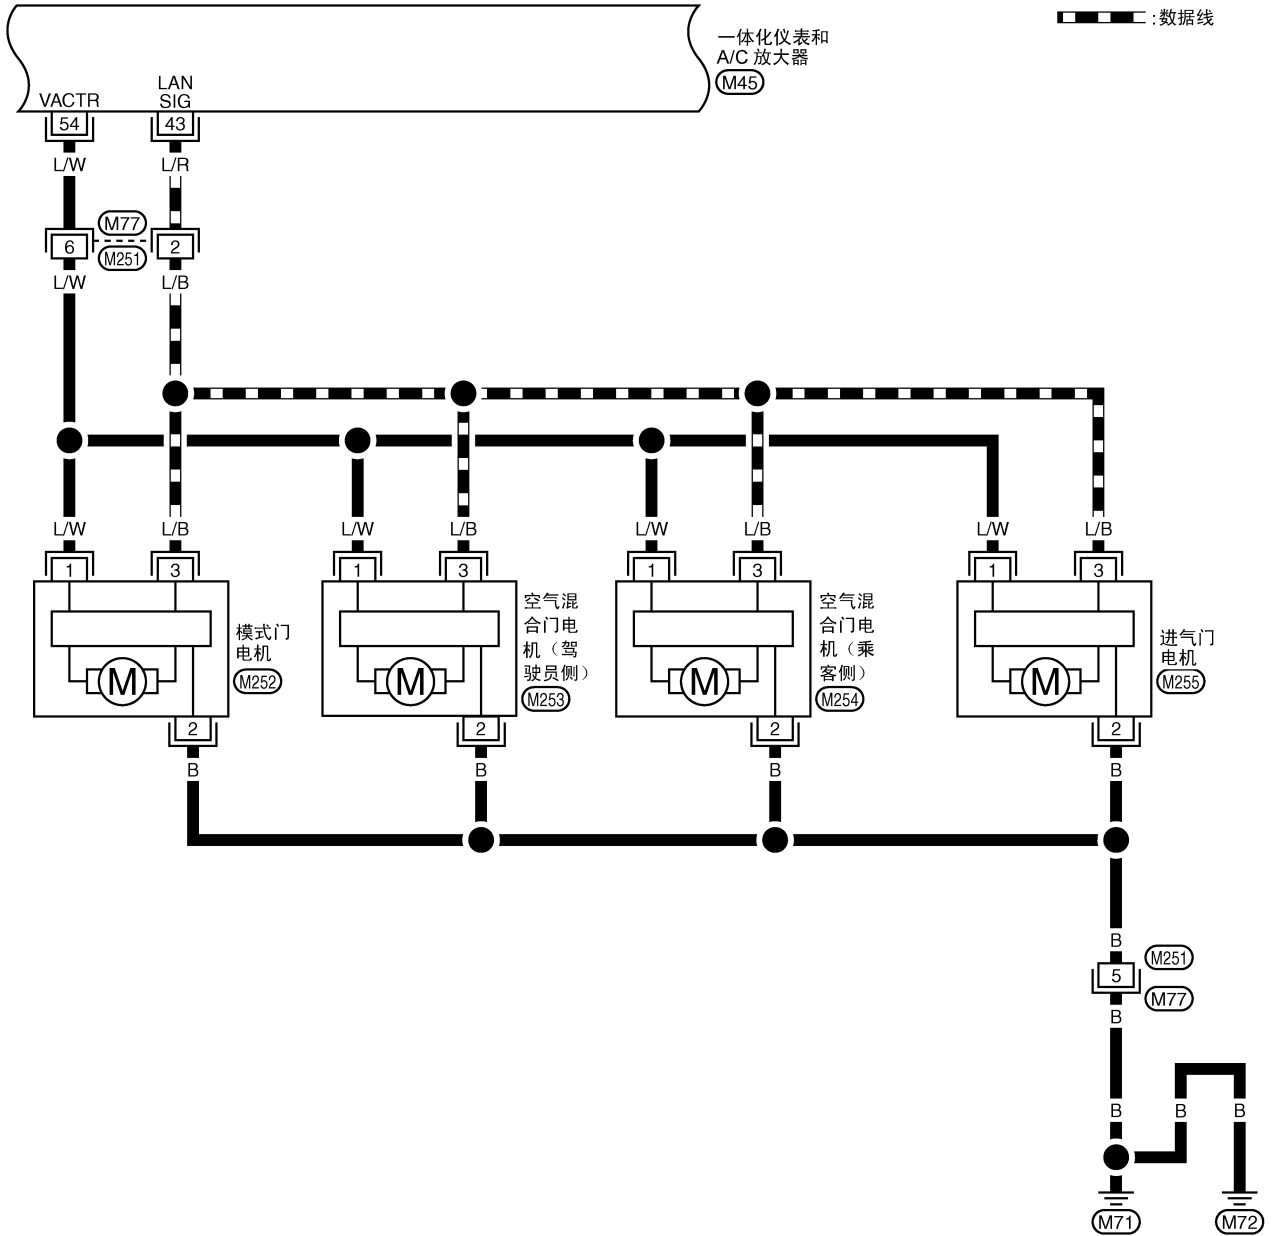 :数据线
一体化仪表和
A/C 放大器
M45
VACTR
LAN
SIG
54
43
L/W
L/R
M77
6
2
M251
L/W
L/B
L/W
L/B
L/W
L/B
L/W
L/B
L/W
L/B
1
3
1
3
1
3
1
3
模式门
电机
M252
M
空气混
合门电
机（驾
驶员侧）
M253
M
空气混
合门电
机（乘
客侧）
M254
M
进气门
电机
M255
M
2
2
2
2
B
B
B
B
B
M251
5
M77
B
B
B
B
M71
M72